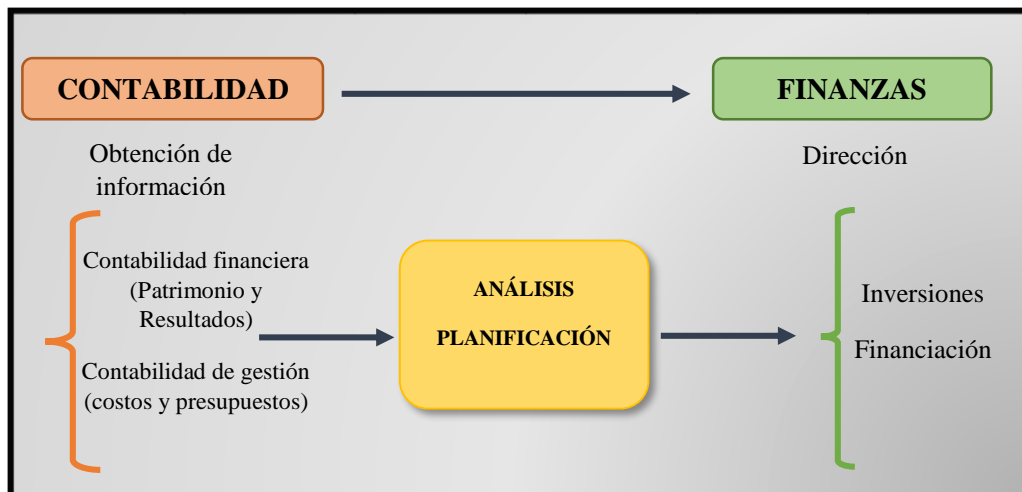 CONTABILIDAD
FINANZAS
Obtención de
información
Dirección
Contabilidad financiera
(Patrimonio y
Resultados)
Contabilidad de gestión
(costos y presupuestos)
ANÁLISIS
PLANIFICACIÓN
Inversiones
Financiación